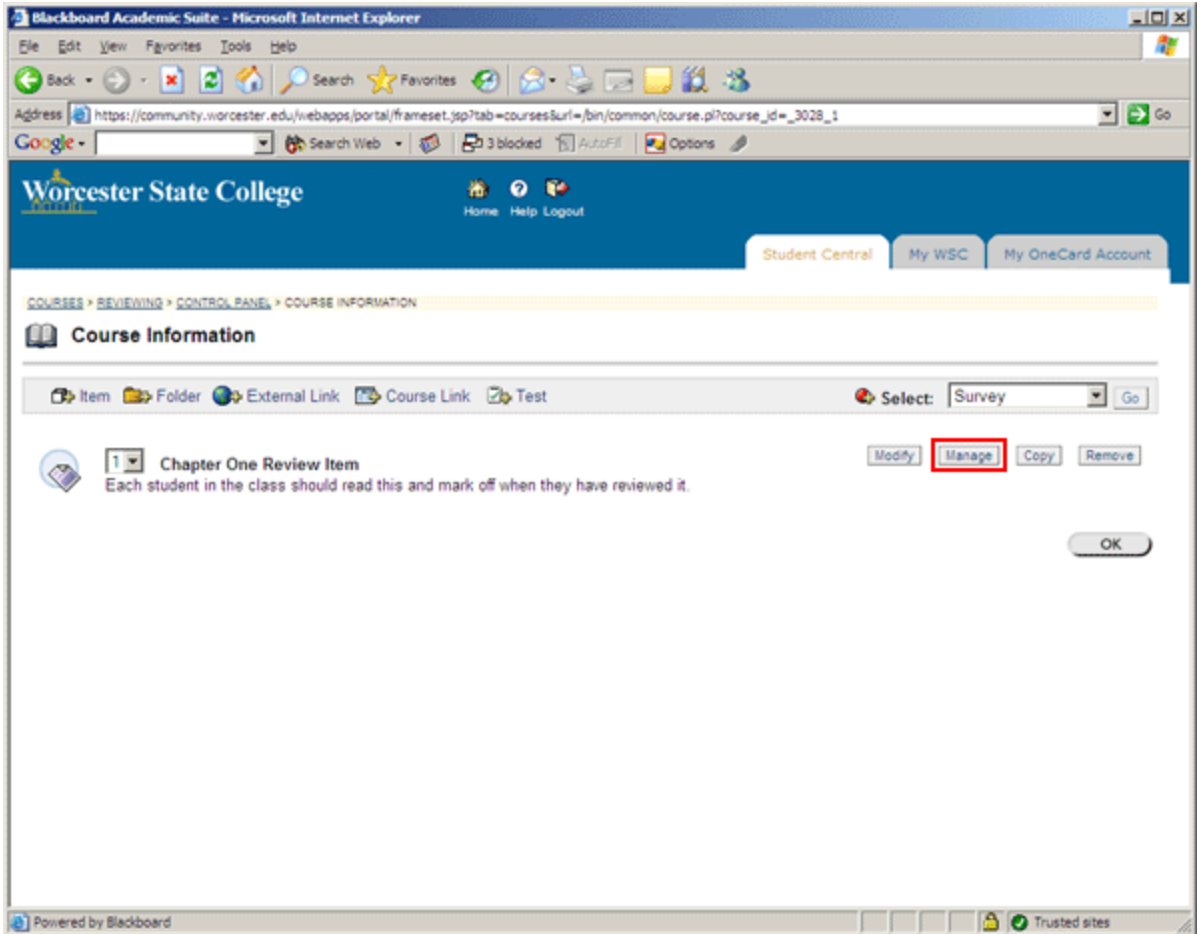 Blackboard Academic Suite - Microsoft Internet Explorer
File Edit View Favorites Tools Help
Back Search Favorites
Address https://community.worcester.edu/webapps/portal/frameset.jsp?tab=courses&url=/bin/common/course.pl?course_id=_3028_1 Go
Google Search Web 3 blocked AutoFill Options
Worcester State College
Home Help Logout
Student Central My WSC My OneCard Account
COURSES > REVIEWING > CONTROL PANEL > COURSE INFORMATION
Course Information
Item Folder External Link Course Link Test Select: Survey Go
1 Chapter One Review Item Modify Manage Copy Remove
Each student in the class should read this and mark off when they have reviewed it.
OK
Powered by Blackboard Trusted sites